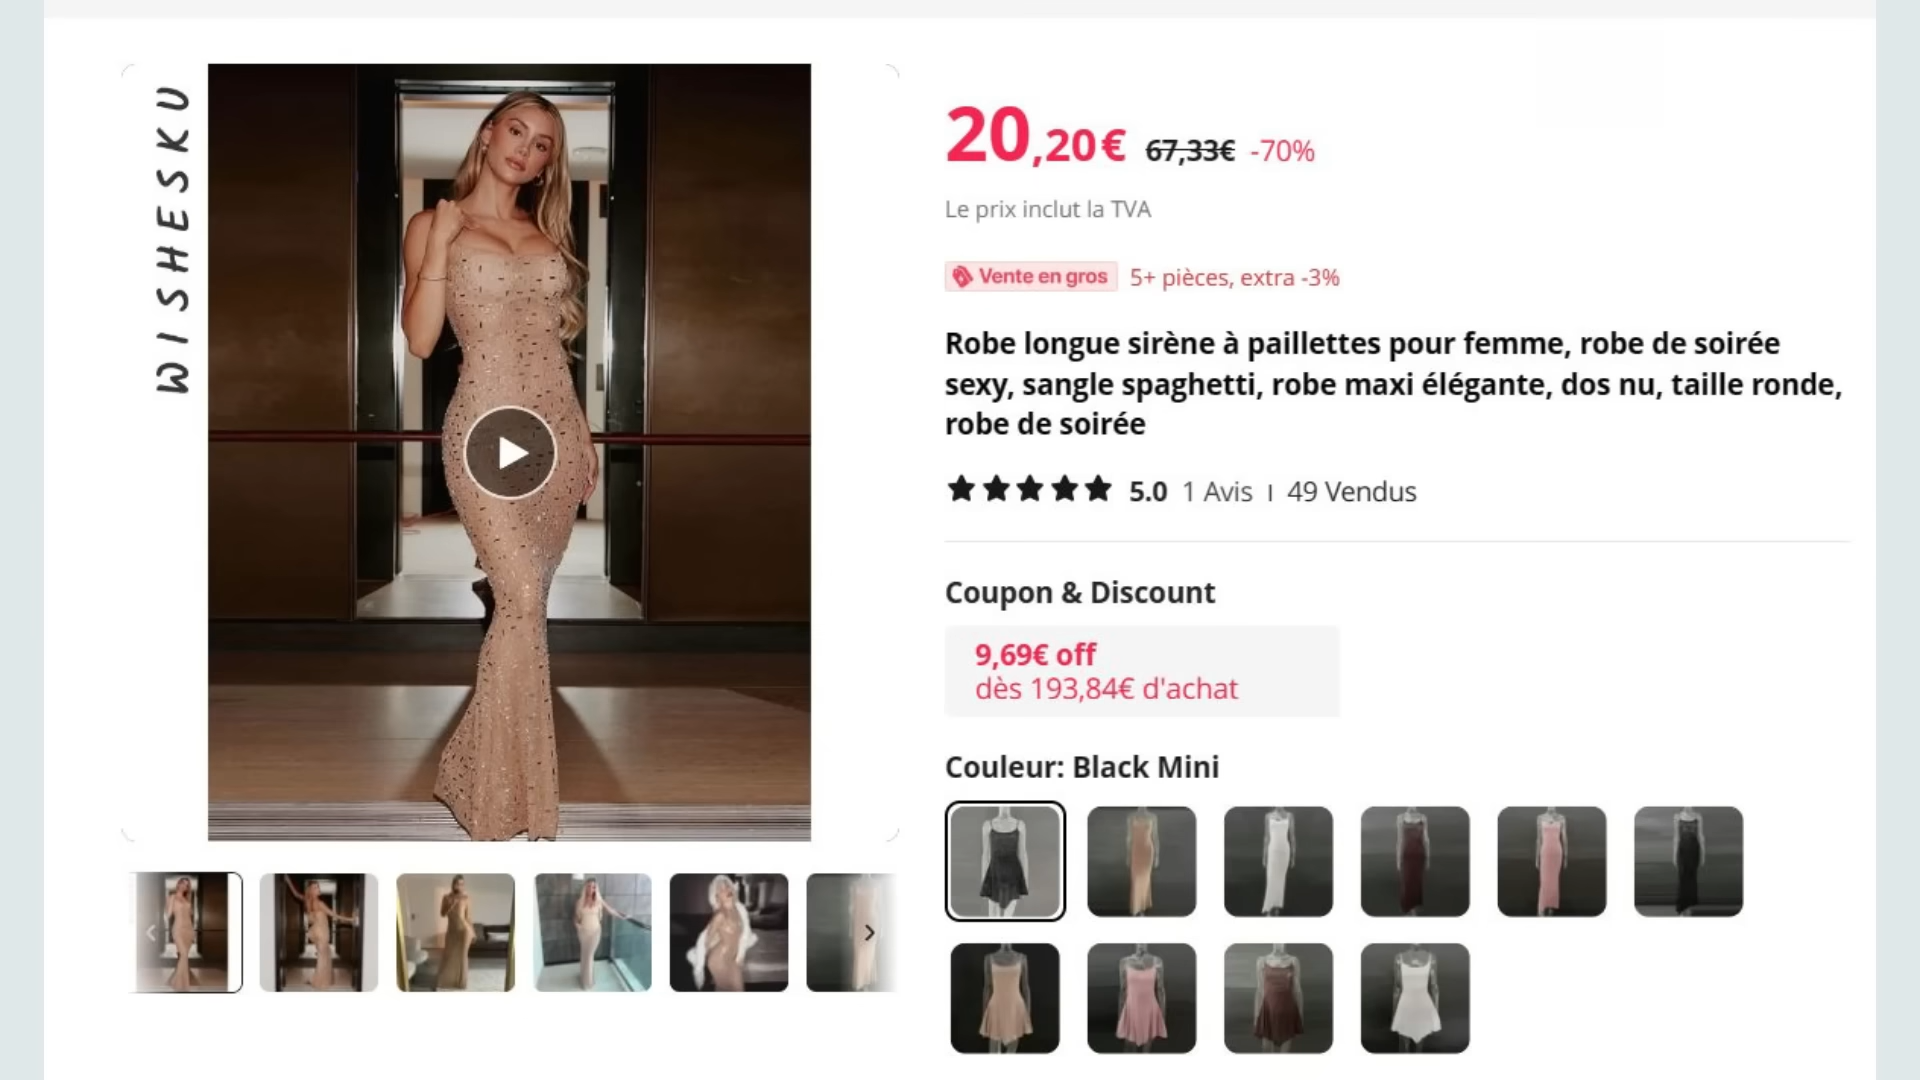 WISHESKU
20,20€ 67,33€ -70%
Le prix inclut la TVA
Vente en gros 5+ pièces, extra -3%
Robe longue sirène à paillettes pour femme, robe de soirée
sexy, sangle spaghetti, robe maxi élégante, dos nu, taille ronde,
robe de soirée
5.0 1 Avis | 49 Vendus
Coupon & Discount
9,69€ off
dès 193,84€ d'achat
Couleur: Black Mini